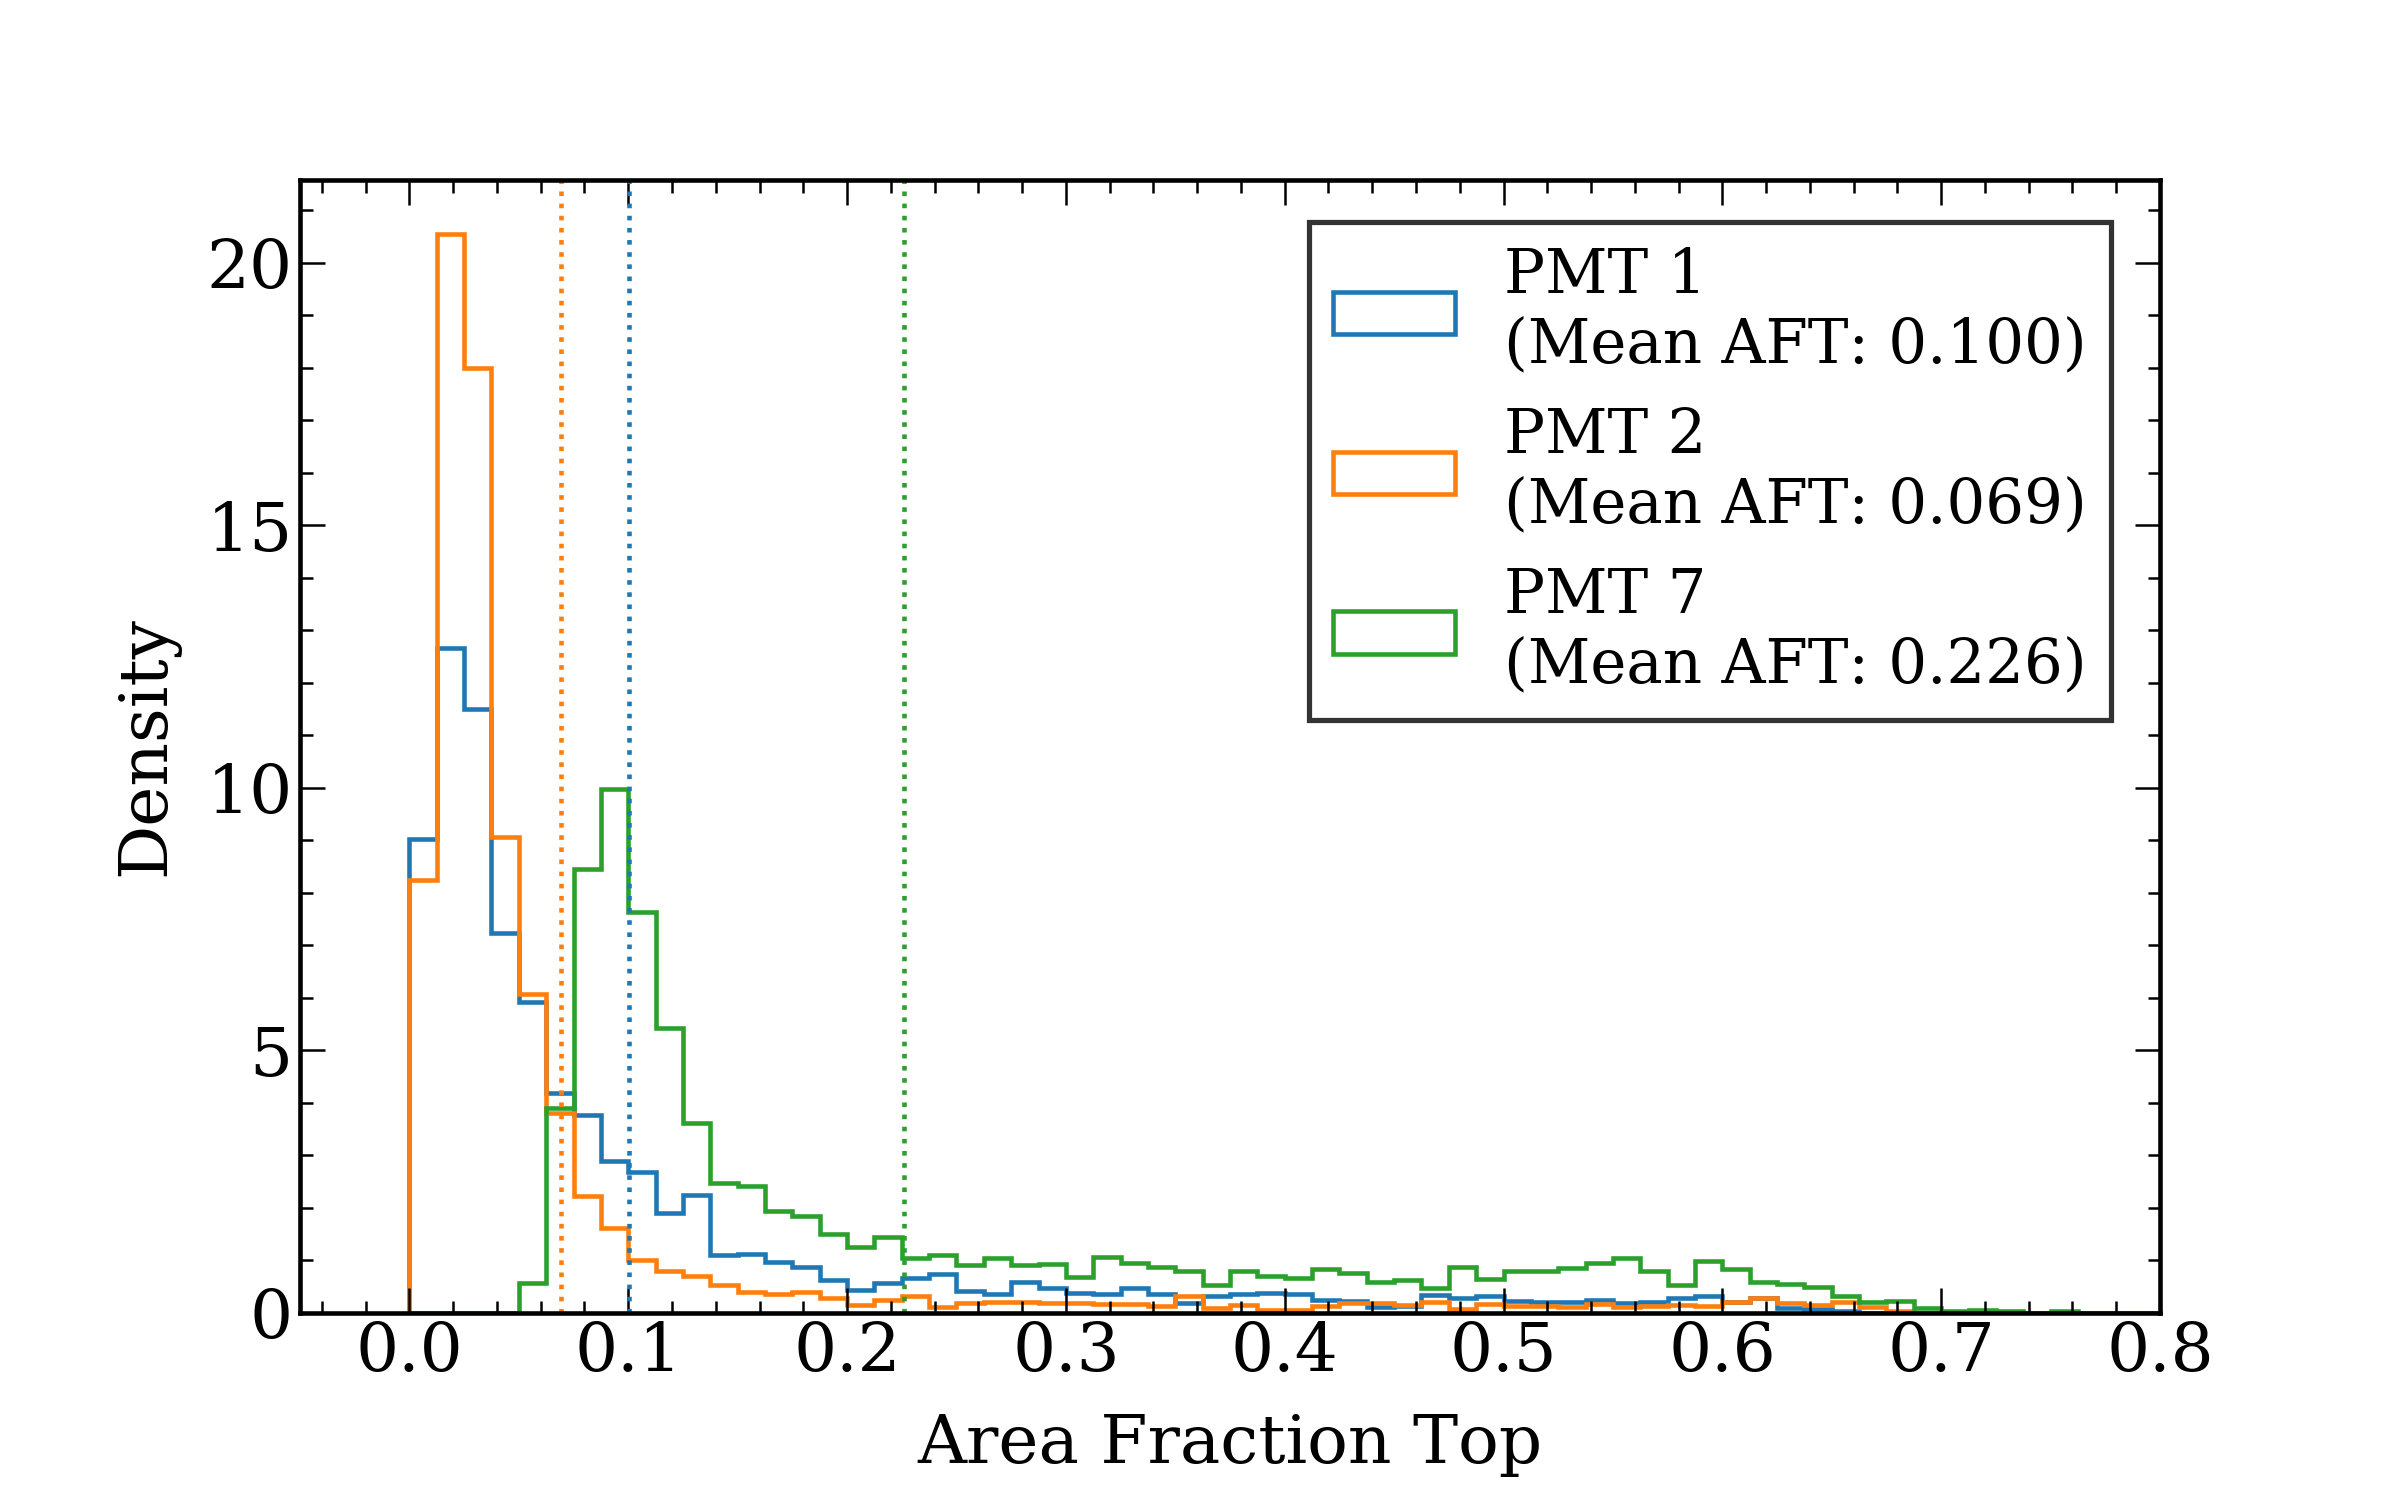 20
15
10
5
0
Density
PMT 1
(Mean AFT: 0.100)
PMT 2
(Mean AFT: 0.069)
PMT 7
(Mean AFT: 0.226)
0.0 0.1 0.2 0.3 0.4 0.5 0.6 0.7 0.8
Area Fraction Top